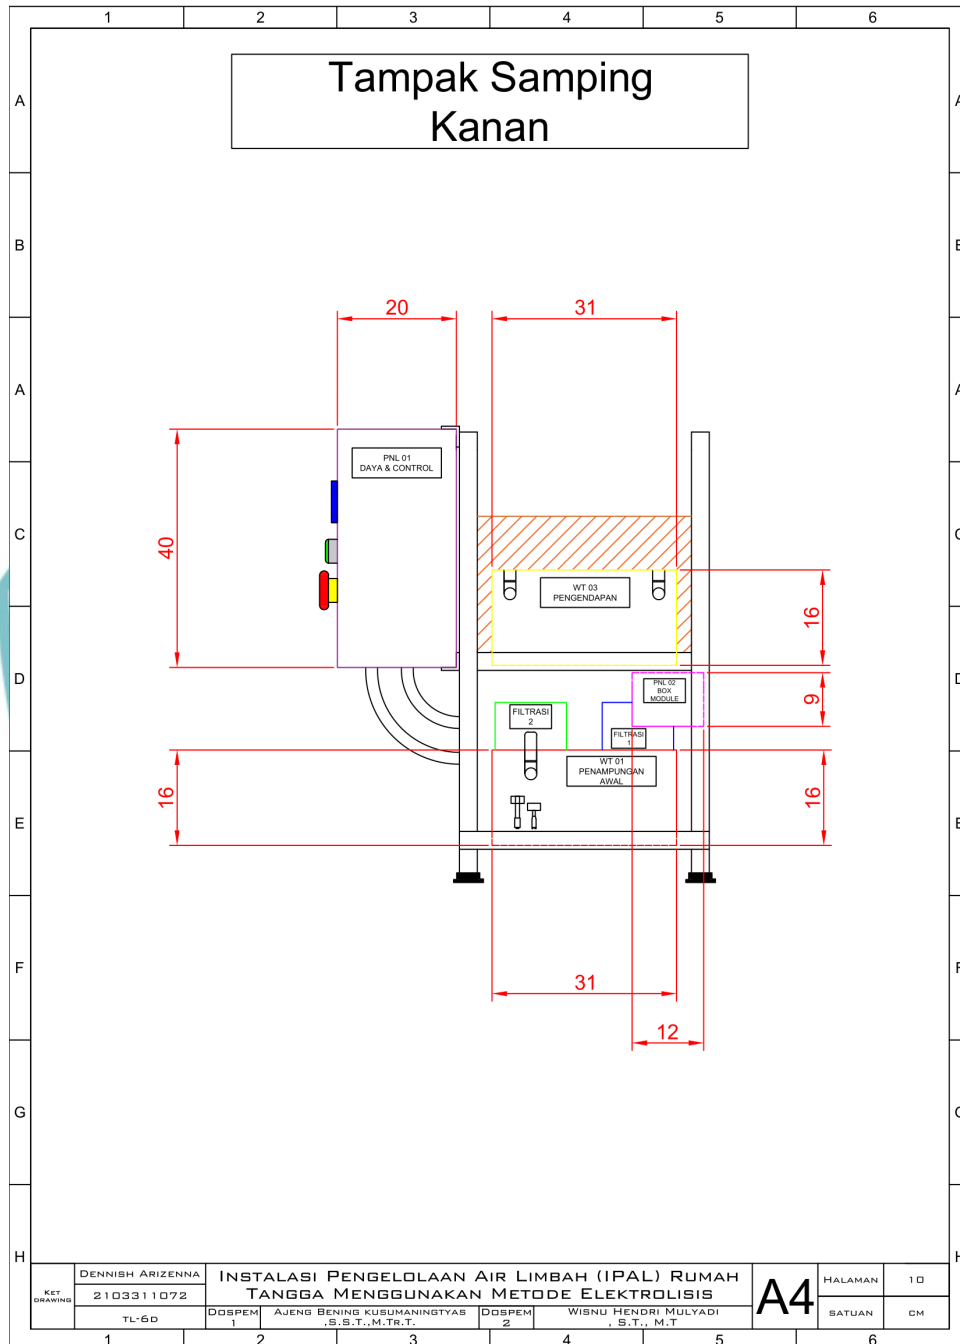 1 2 3 4 5 6
Tampak Samping
Kanan
A
A
B
B
A
A
C
C
D
D
E
E
F
F
G
G
H
H
20
31
40
PNL 01
DAYA & CONTROL
WT 03
PENGENDAPAN
16
PNL 02
BOX
MODULE
9
FILTRASI
2
FILTRASI
1
WT 01
PENAMPUNGAN
AWAL
16
16
31
12
KET
DRAWING
DENNISH ARIZENNA
2103311072
TL-6D
INSTALASI PENGELOLAAN AIR LIMBAH (IPAL) RUMAH
TANGGA MENGGUNAKAN METODE ELEKTROLISIS
DOSPEM
1
AJENG BENING KUSUMANINGTYAS
,S.S.T.,M.TR.T.
DOSPEM
2
WISNU HENDRI MULYADI
, S.T., M.T
A4
HALAMAN
10
SATUAN
CM
1 2 3 4 5 6